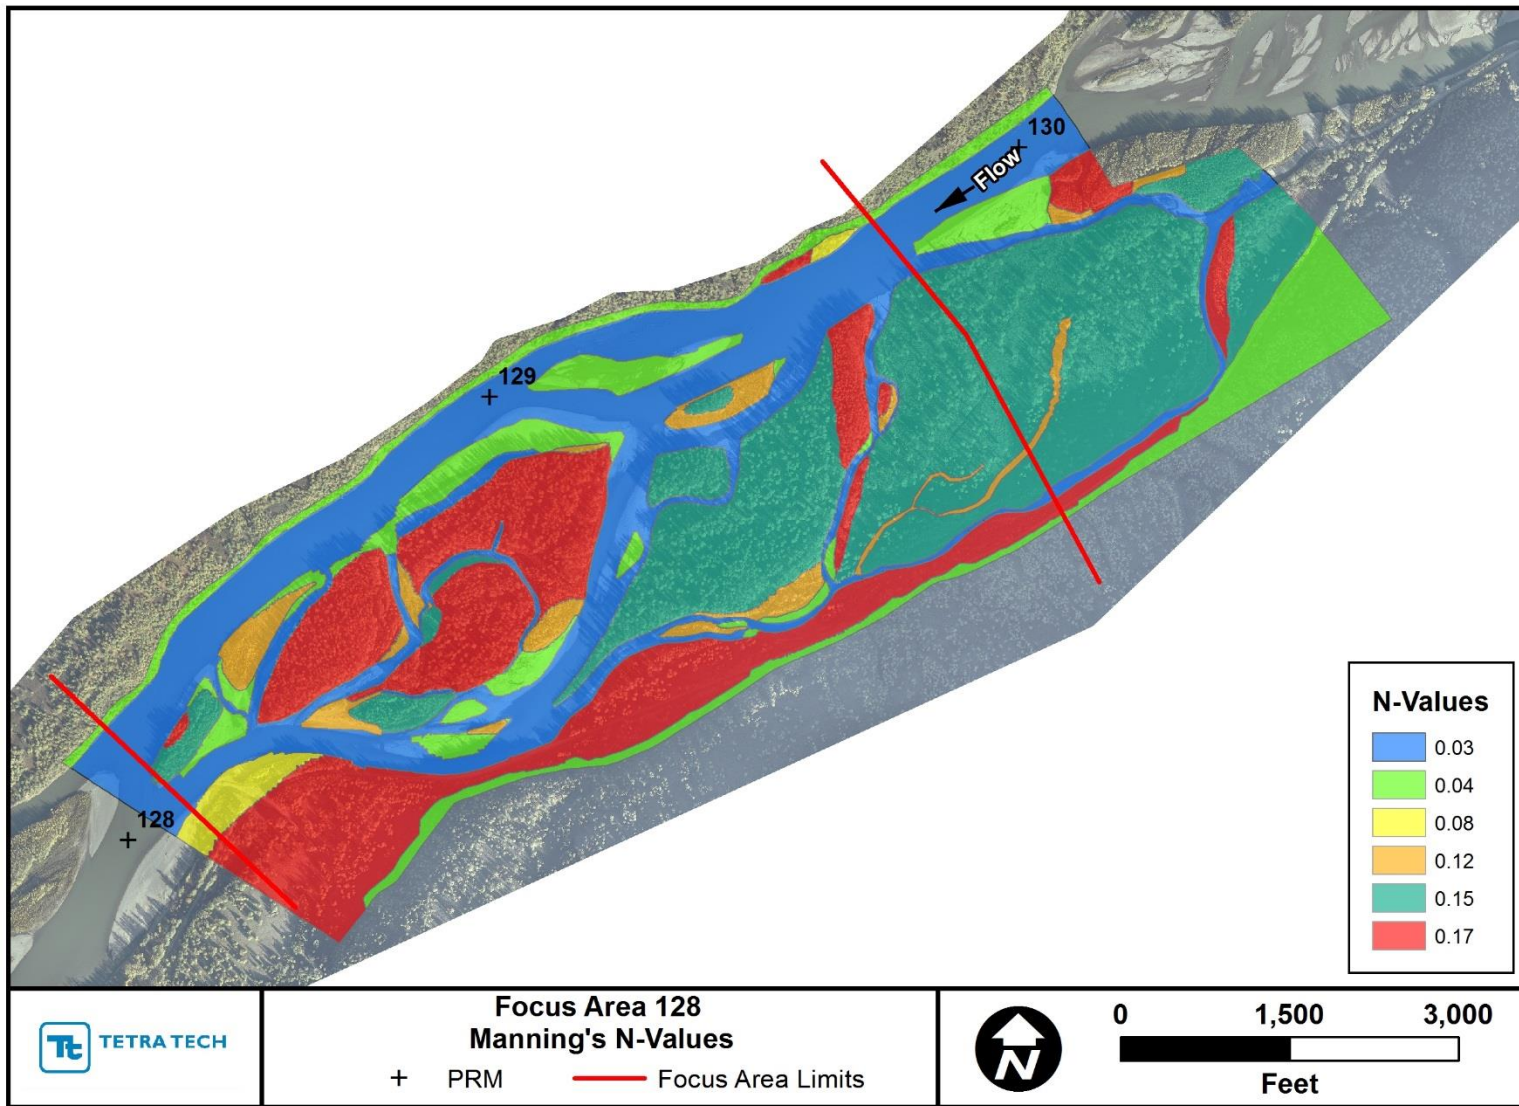 130
Flow
129
128
N-Values
0.03
0.04
0.08
0.12
0.15
0.17
Tt TETRA TECH
Focus Area 128
Manning's N-Values
+ PRM Focus Area Limits
N
0 1,500 3,000
Feet